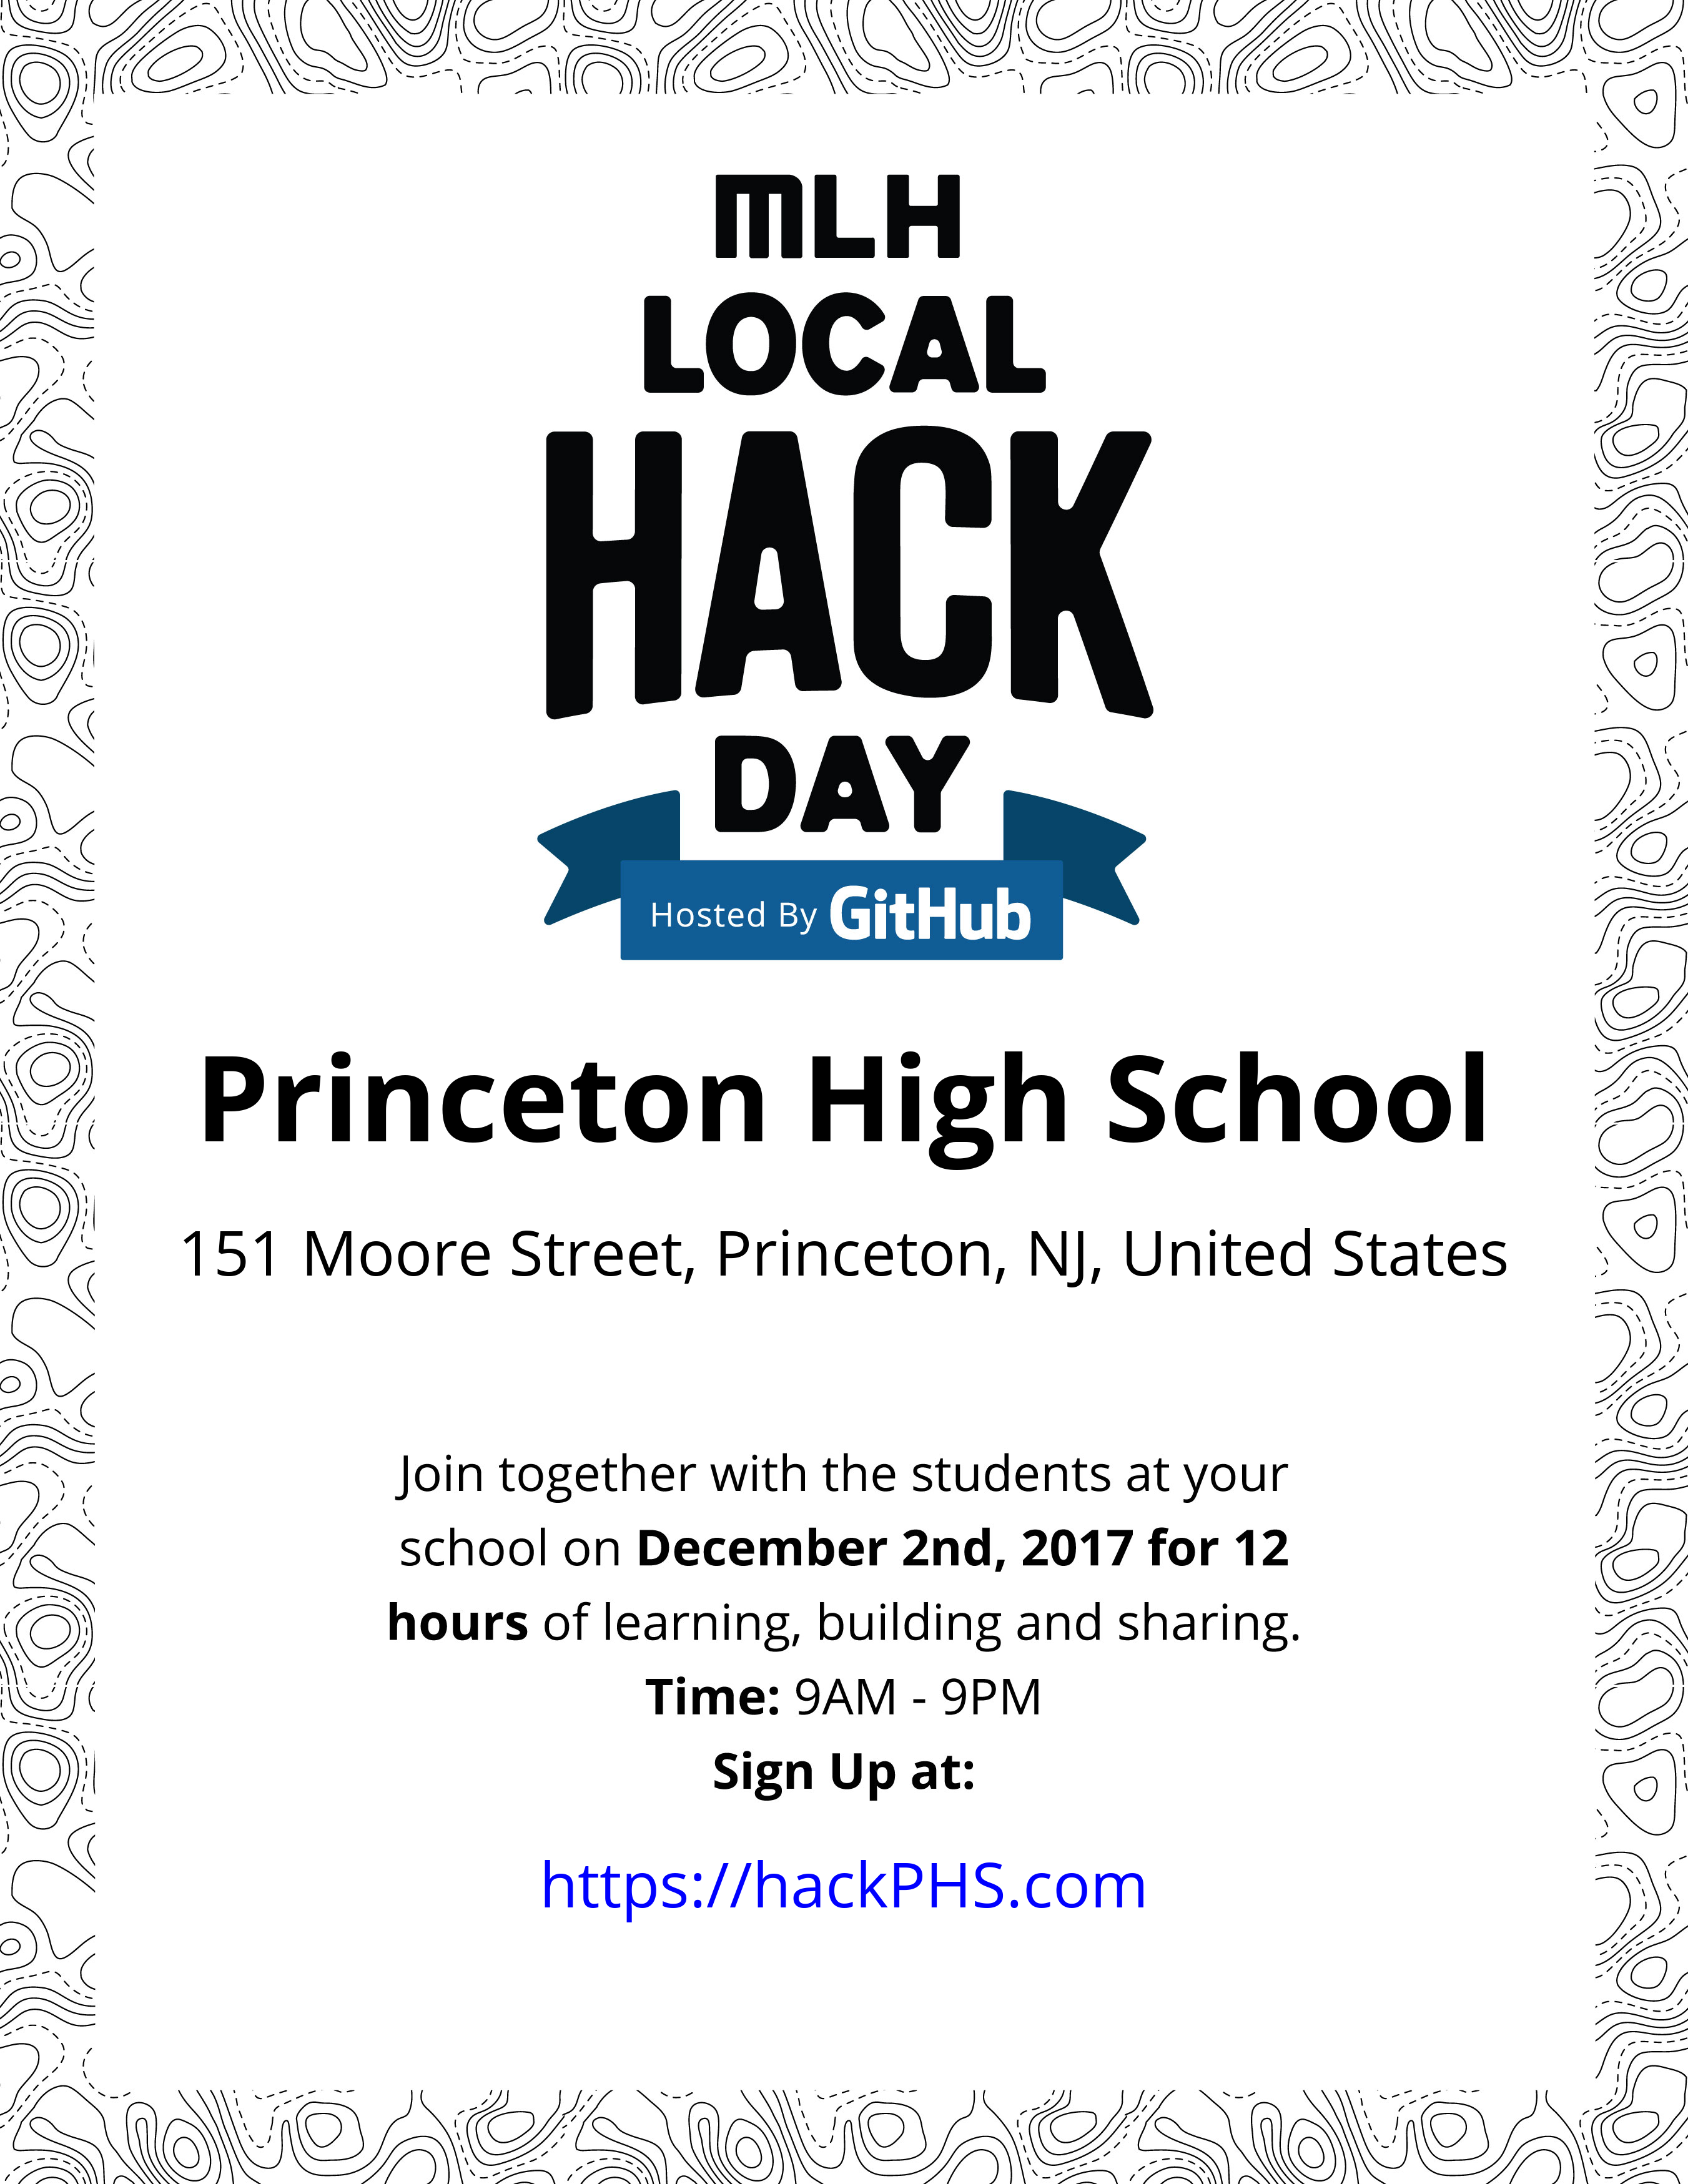 MLH
LOCAL
HACK
DAY
Hosted By GitHub
Princeton High School
151 Moore Street, Princeton, NJ, United States
Join together with the students at your
school on December 2nd, 2017 for 12
hours of learning, building and sharing.
Time: 9AM - 9PM
Sign Up at:
https://hackPHS.com